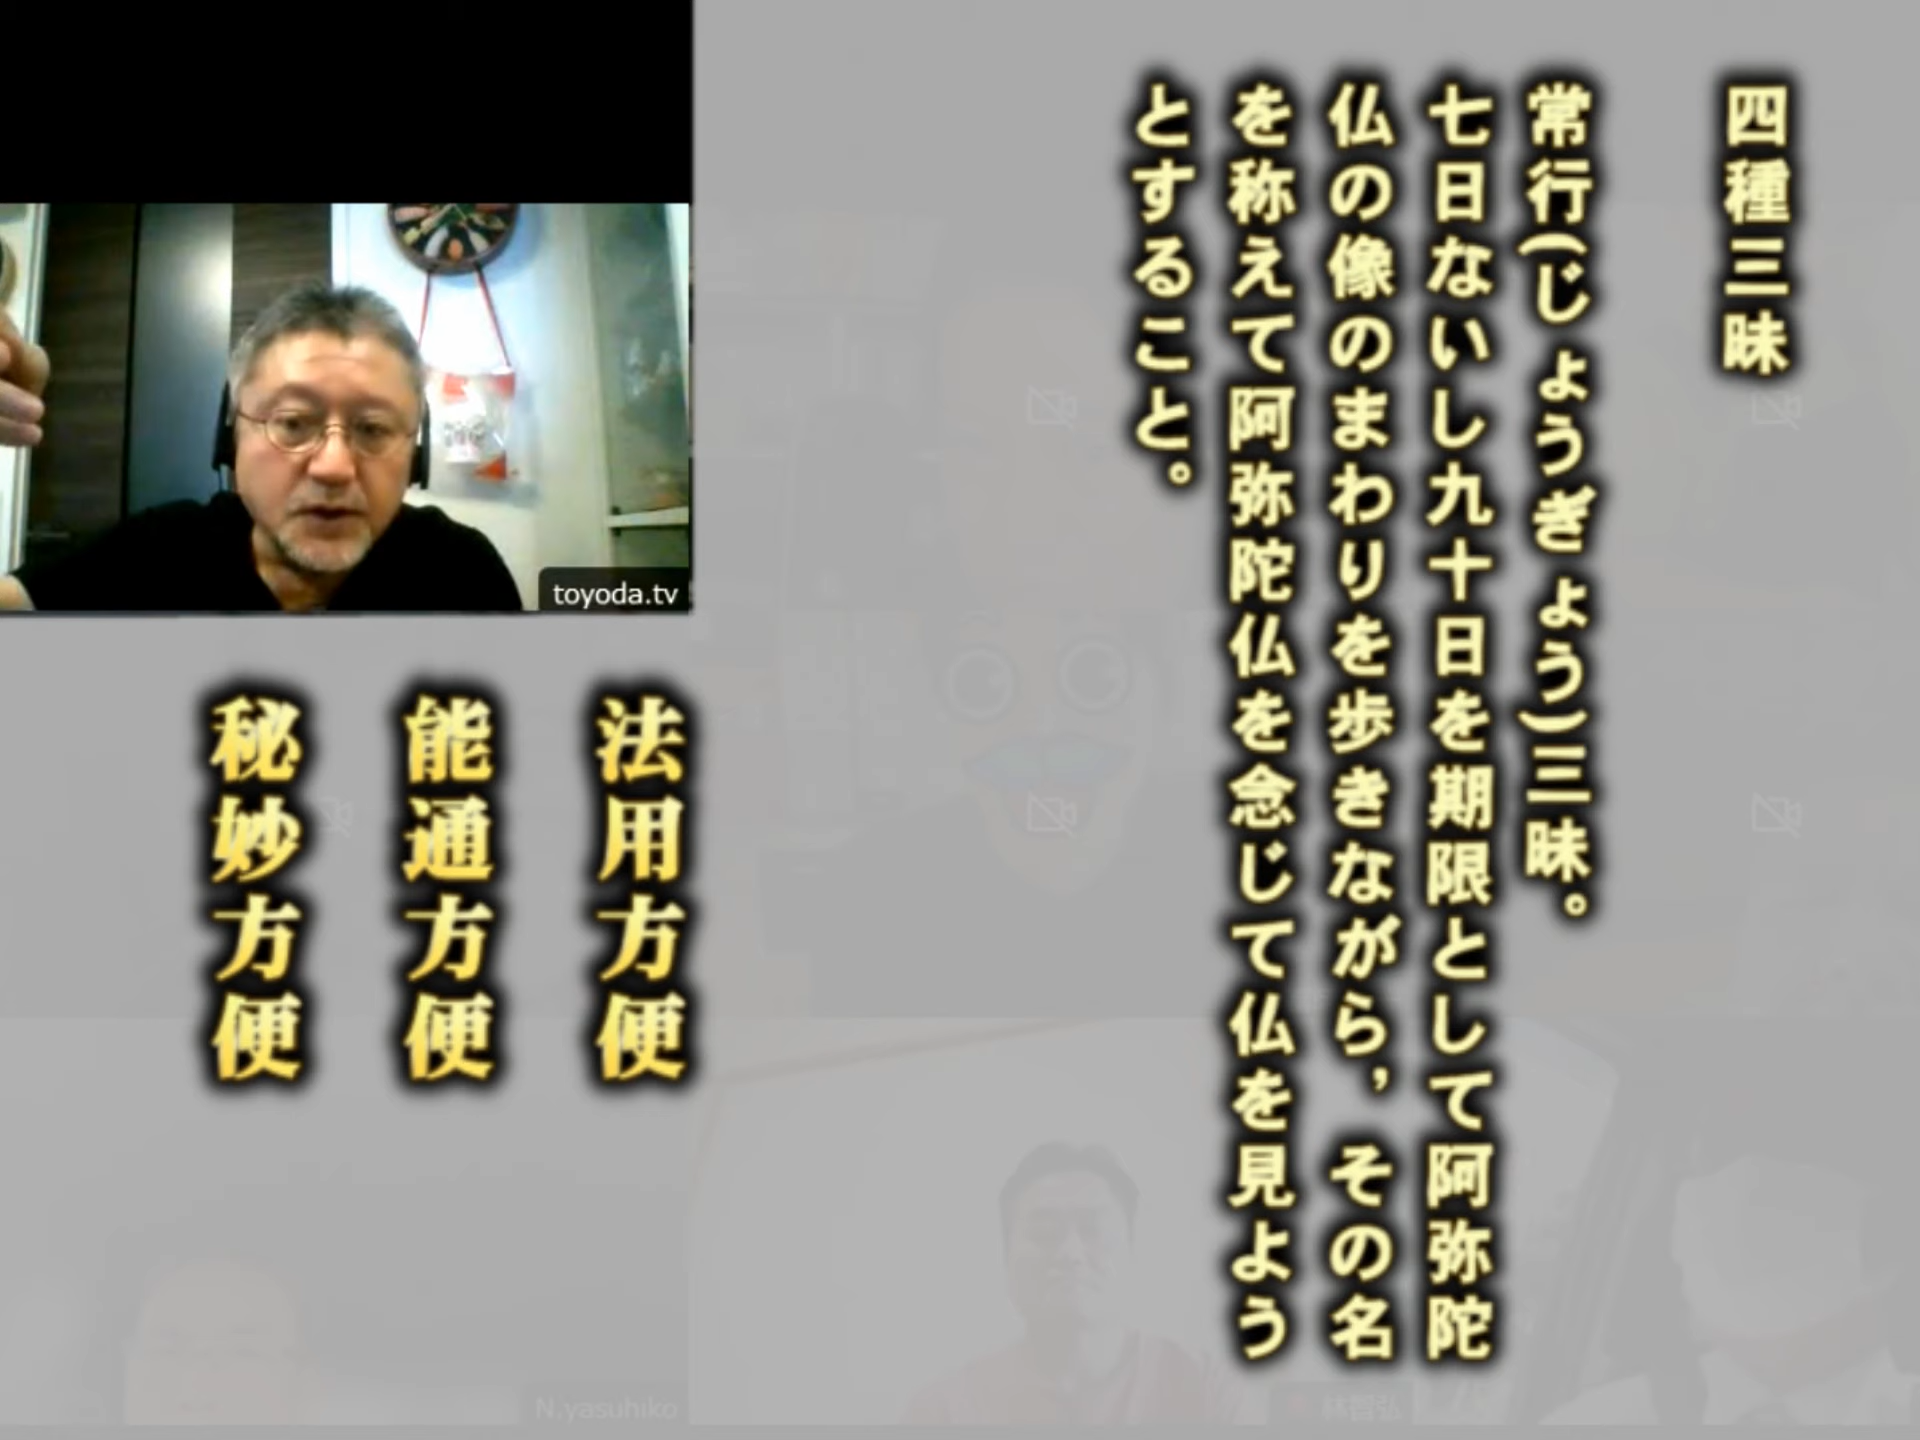 四種三昧
常行(じょうぎょう)三昧。
七日ないし九十日を期限として阿弥陀
仏の像のまわりを歩きながら，その名
を称えて阿弥陀仏を念じて仏を見よう
とすること。
toyoda.tv
法用方便
能通方便
秘妙方便
N.yasuhiko